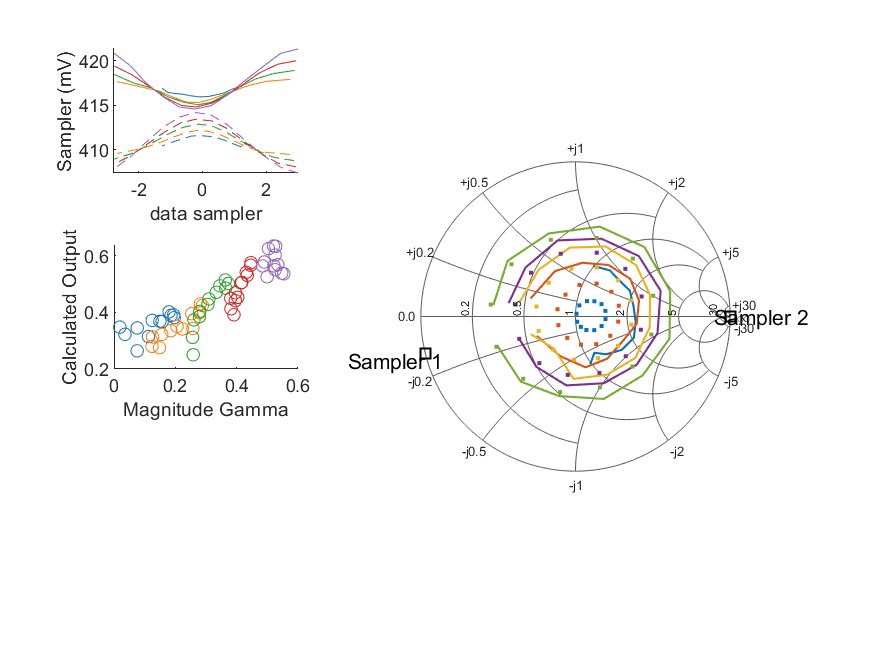 Sampler (mV)
420
415
410
-2
0
2
data sampler
Calculated Output
0.6
0.4
0.2
0
0.2
0.4
0.6
Magnitude Gamma
+j1
+j0.5
+j2
+j0.2
+j5
+j30
0.0
0.2
0.5
1
2
5
30
Sampler 2
-j30
Sampler 1
-j0.2
-j5
-j0.5
-j2
-j1